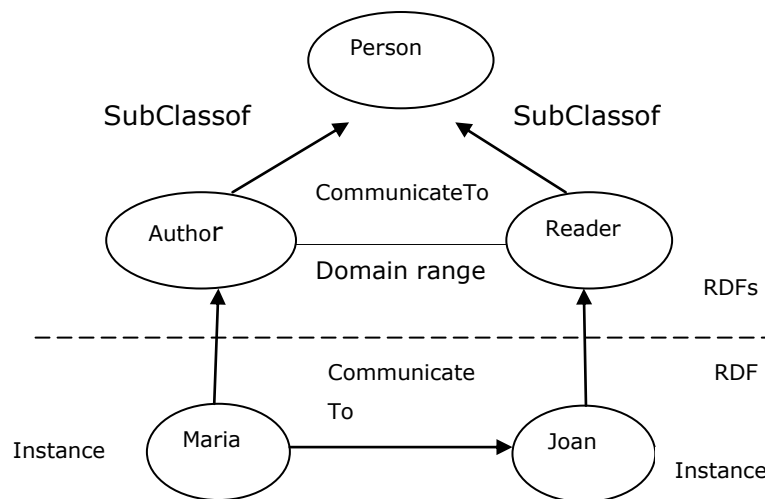 Person
SubClassof
SubClassof
CommunicateTo
Author
Reader
Domain range
RDFs
Communicate
To
RDF
Maria
Joan
Instance
Instance